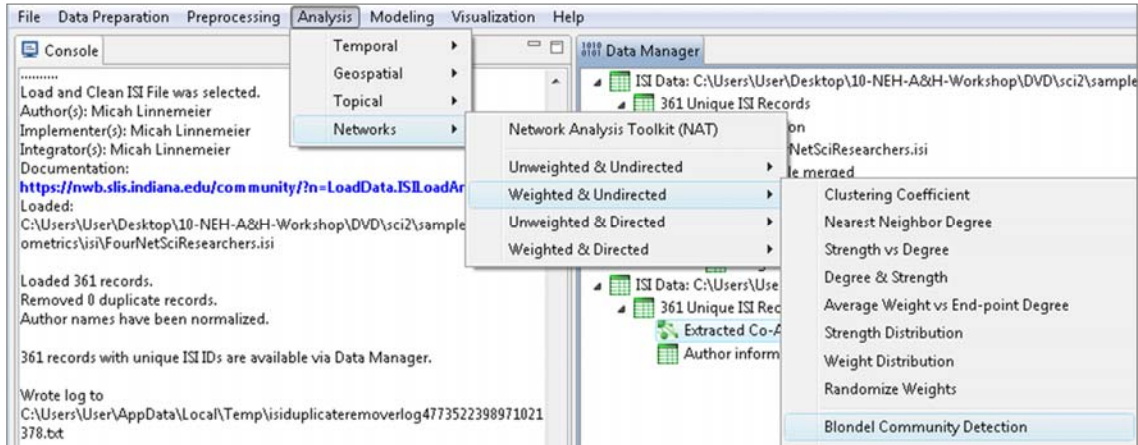 File Data Preparation Preprocessing Analysis Modeling Visualization Help
Console
..........
Load and Clean ISI File was selected.
Author(s): Micah Linnemeier
Implementer(s): Micah Linnemeier
Integrator(s): Micah Linnemeier
Documentation:
https://nwb.slis.indiana.edu/community/?n=LoadData.ISILoadAr
Loaded:
C:\Users\User\Desktop\10-NEH-A&H-Workshop\DVD\sci2\sample
ometrics\isi\FourNetSciResearchers.isi
Loaded 361 records.
Removed 0 duplicate records.
Author names have been normalized.
361 records with unique ISI IDs are available via Data Manager.
Wrote log to
C:\Users\User\AppData\Local\Temp\isiduplicateremoverlog4773522398971021
378.txt
Temporal
Geospatial
Topical
Networks
Network Analysis Toolkit (NAT)
Unweighted & Undirected
Weighted & Undirected
Unweighted & Directed
Weighted & Directed
Data Manager
ISI Data: C:\Users\User\Desktop\10-NEH-A&H-Workshop\DVD\sci2\sample
361 Unique ISI Records
on
NetSciResearchers.isi
le merged
ISI Data: C:\Users\Use
361 Unique ISI Rec
Extracted Co-A
Author inform
Clustering Coefficient
Nearest Neighbor Degree
Strength vs Degree
Degree & Strength
Average Weight vs End-point Degree
Strength Distribution
Weight Distribution
Randomize Weights
Blondel Community Detection